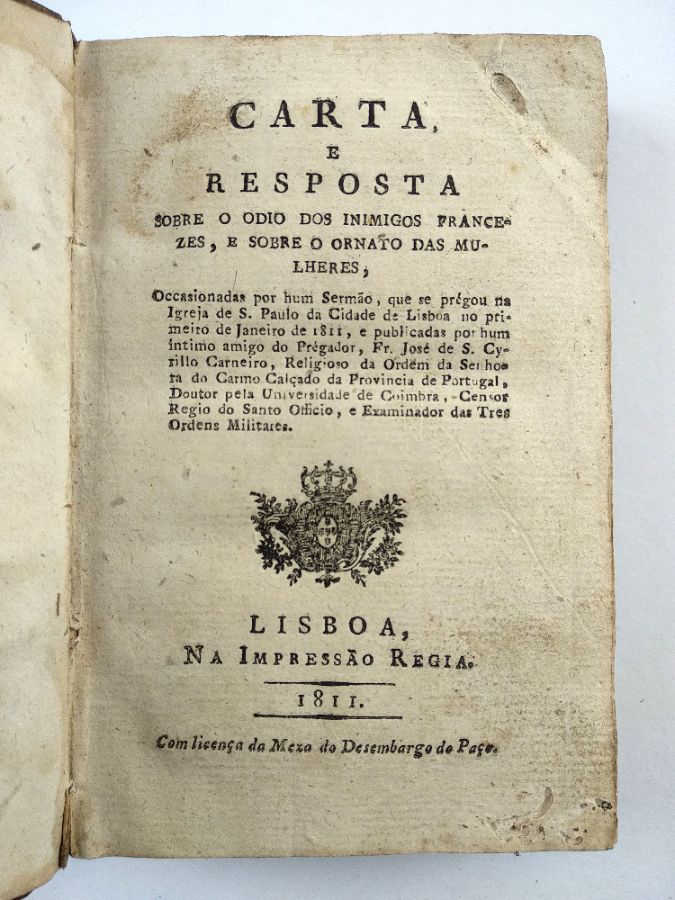 CARTA,
E
RESPOSTA
SOBRE O ODIO DOS INIMIGOS FRANCE-
ZES, E SOBRE O ORNATO DAS MU-
LHERES,
Occasionadas por hum Sermão, que se prégou na
Igreja de S. Paulo da Cidade de Lisboa no pri-
meiro de Janeiro de 1811, e publicadas por hum
íntimo amigo do Prégador, Fr. José de S. Cy-
rillo Carneiro, Religioso da Ordem da Senho-
ra do Carmo Calçado da Provincia de Portugal,
Doutor pela Universidade de Coimbra, Censor
Regio do Santo Officio, e Examinador das Tres
Ordens Militares.
LISBOA,
NA IMPRESSÃO REGIA.
1811.
Com licença da Meza do Desembargo do Paço.